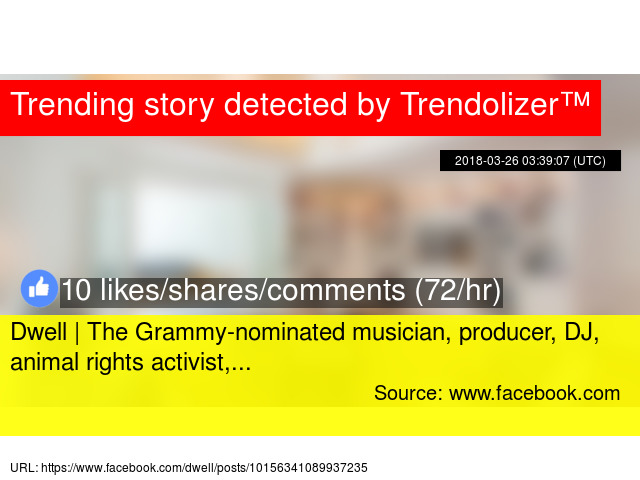 Trending story detected by Trendolizer™
2018-03-26 03:39:07 (UTC)
10 likes/shares/comments (72/hr)
Dwell | The Grammy-nominated musician, producer, DJ,
animal rights activist,...
Source: www.facebook.com
URL: https://www.facebook.com/dwell/posts/10156341089937235